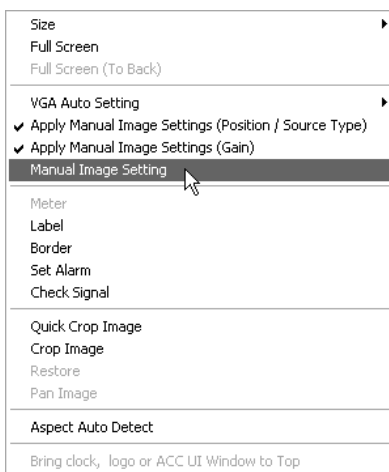 Size
Full Screen
Full Screen (To Back)
VGA Auto Setting
Apply Manual Image Settings (Position / Source Type)
Apply Manual Image Settings (Gain)
Manual Image Setting
Meter
Label
Border
Set Alarm
Check Signal
Quick Crop Image
Crop Image
Restore
Pan Image
Aspect Auto Detect
Bring clock, logo or ACC UI Window to Top